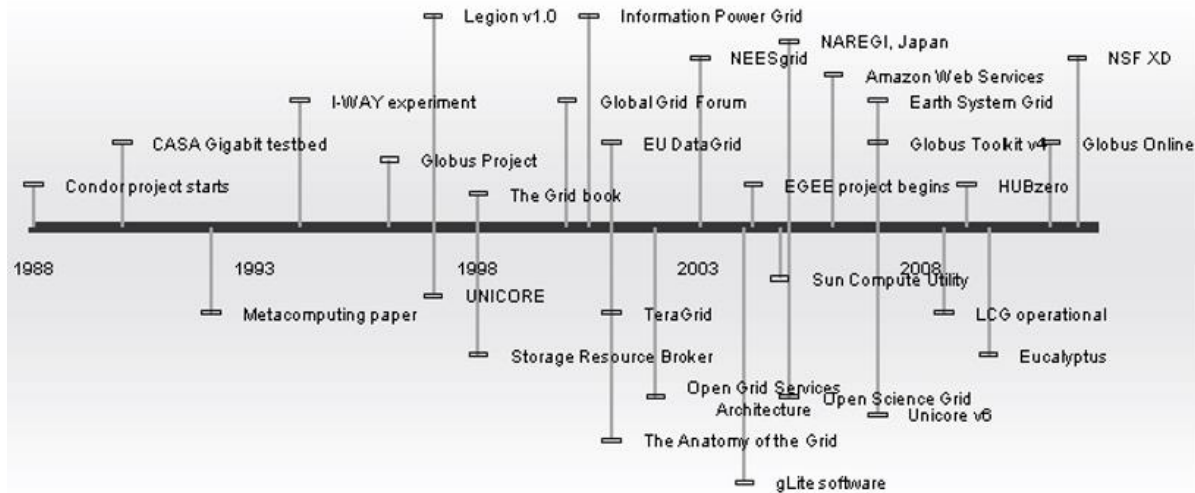 Legion v1.0
Information Power Grid
NAREGI, Japan
NEESgrid
NSF XD
Amazon Web Services
I-WAY experiment
Global Grid Forum
Earth System Grid
CASA Gigabit testbed
EU DataGrid
Globus Toolkit v4
Globus Online
Globus Project
Condor project starts
The Grid book
EGEE project begins
HUBzero
1988
1993
1998
2003
2008
Sun Compute Utility
UNICORE
Metacomputing paper
TeraGrid
LCG operational
Storage Resource Broker
Eucalyptus
Open Grid Services
Architecture
Open Science Grid
Unicore v6
The Anatomy of the Grid
gLite software